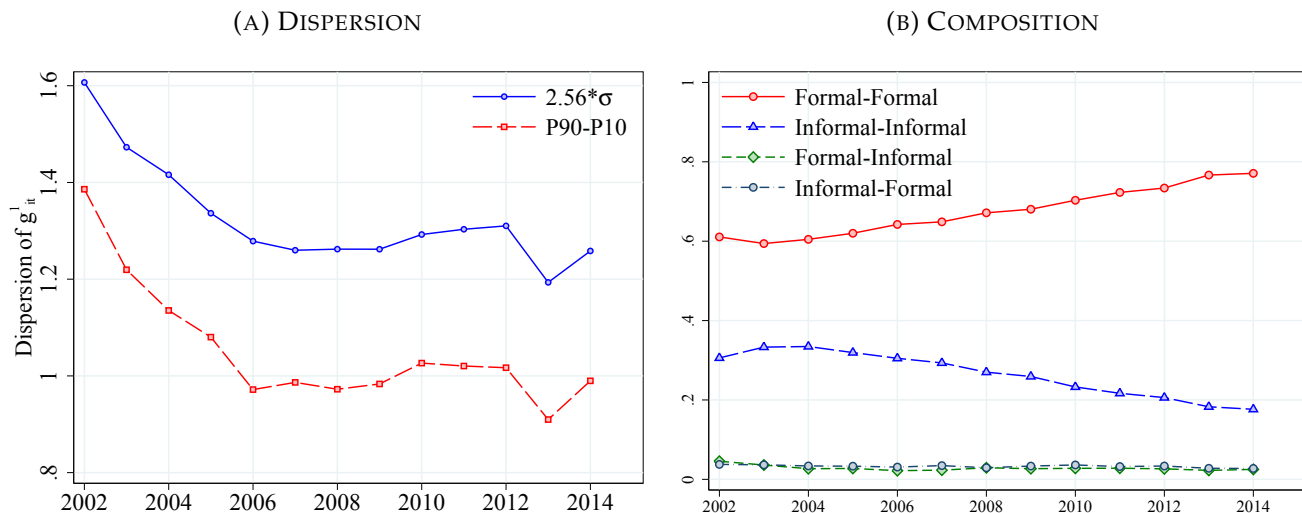 (A) DISPERSION
Dispersion of g¹ᵢₜ
1.6
1.4
1.2
1
.8
2.56*σ
P90-P10
2002 2004 2006 2008 2010 2012 2014
(B) COMPOSITION
1
.8
.6
.4
.2
0
Formal-Formal
Informal-Informal
Formal-Informal
Informal-Formal
2002 2004 2006 2008 2010 2012 2014